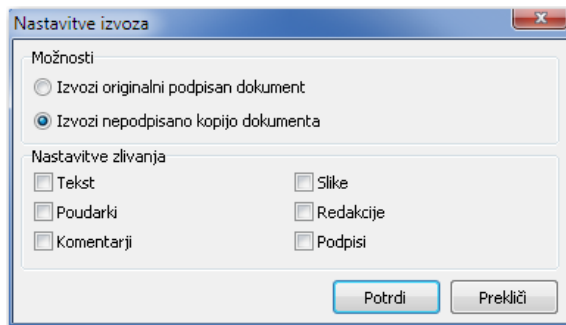 Nastavitve izvoza
Možnosti
Izvozi originalni podpisan dokument
Izvozi nepodpisano kopijo dokumenta
Nastavitve zlivanja
Tekst Slike
Poudarki Redakcije
Komentarji Podpisi
Potrdi Prekliči